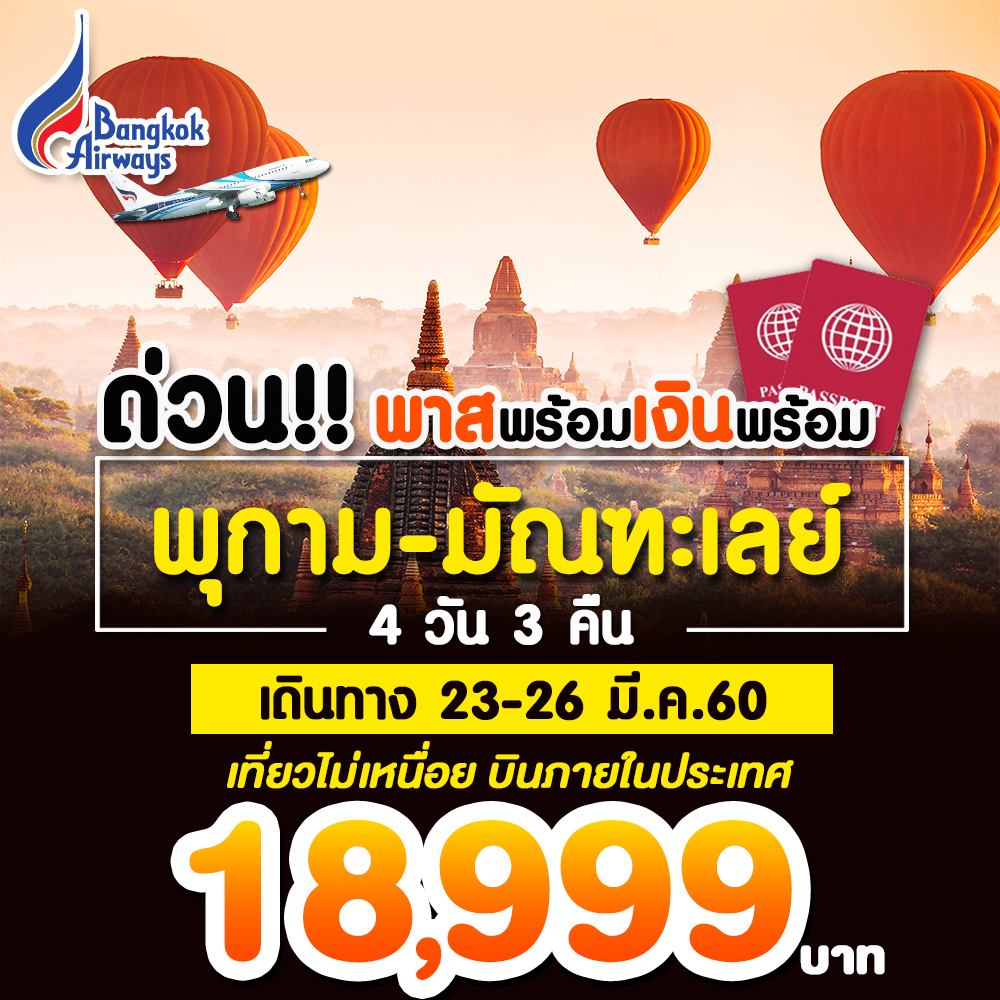 Bangkok
Airways
PASSPORT
ด่วน!! พาสพร้อมเงินพร้อม
พุกาม-มัณฑะเลย์
4 วัน 3 คืน
เดินทาง 23-26 มี.ค.60
เที่ยวไม่เหนื่อย บินภายในประเทศ
18,999 บาท